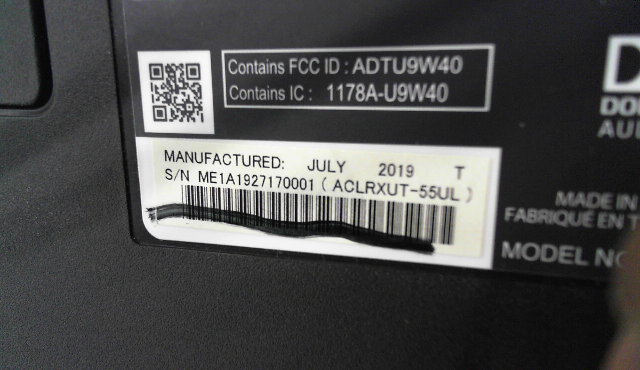 Contains FCC ID : ADTU9W40
Contains IC : 1178A-U9W40
MANUFACTURED: JULY 2019 T
S/N ME1A1927170001 ( ACLRXUT-55UL )
MADE IN
FABRIQUÉ EN
MODEL